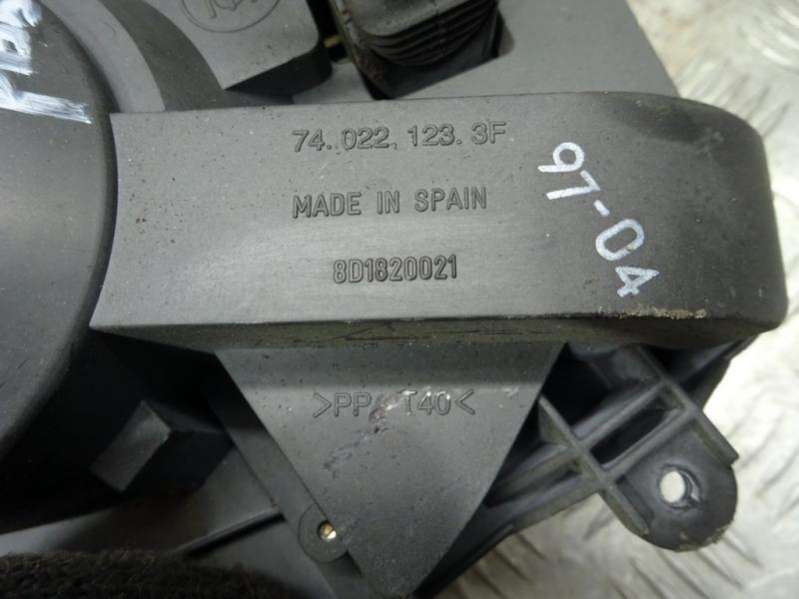 74.022.123.3F
MADE IN SPAIN
8D1820021
97-04
>PP T40<